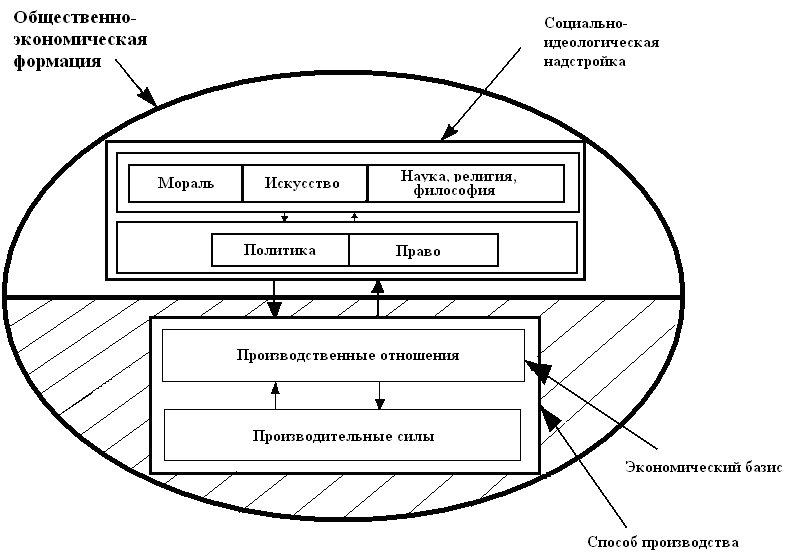 Общественно-
экономическая
формация
Социально-
идеологическая
надстройка
Мораль
Искусство
Наука, религия,
философия
Политика
Право
Производственные отношения
Производительные силы
Экономический базис
Способ производства